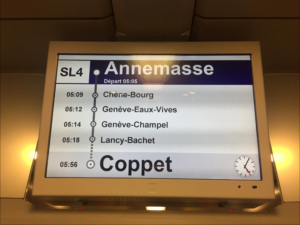 SL4 Annemasse
Départ 05:05
05:09 Chêne-Bourg
05:12 Genève-Eaux-Vives
05:14 Genève-Champel
05:18 Lancy-Bachet
05:56 Coppet